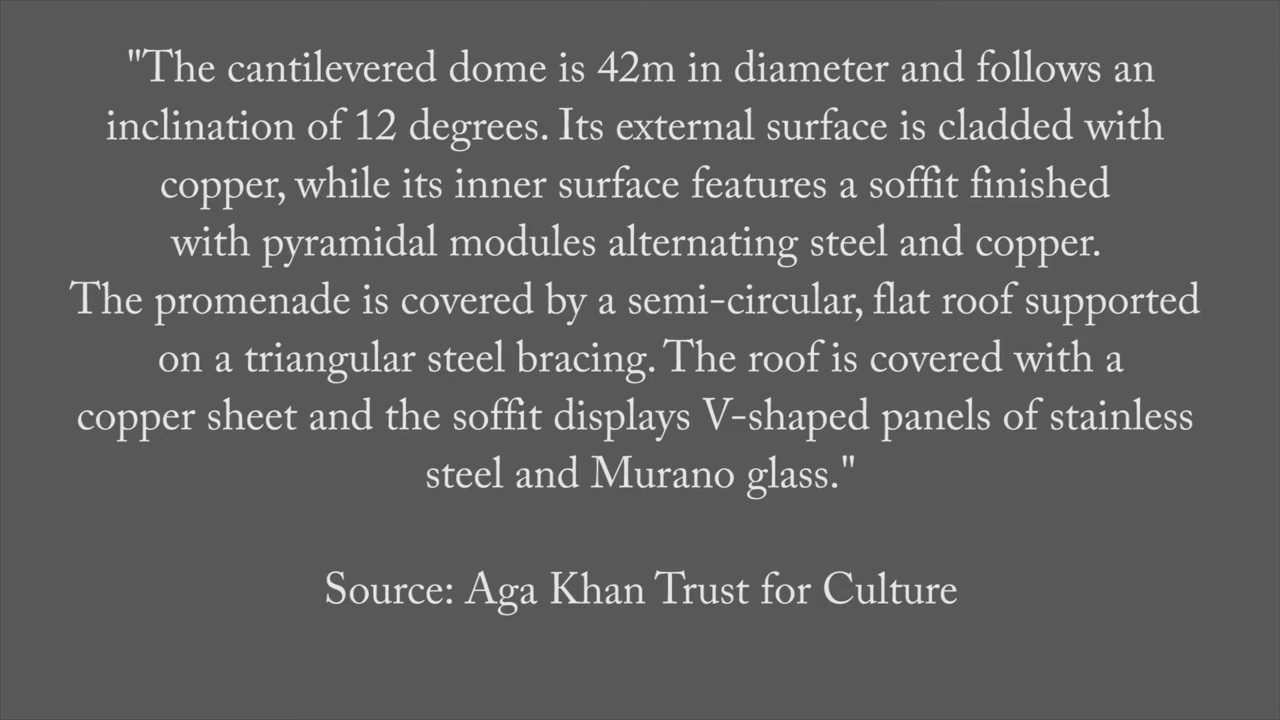 "The cantilevered dome is 42m in diameter and follows an
inclination of 12 degrees. Its external surface is cladded with
copper, while its inner surface features a soffit finished
with pyramidal modules alternating steel and copper.
The promenade is covered by a semi-circular, flat roof supported
on a triangular steel bracing. The roof is covered with a
copper sheet and the soffit displays V-shaped panels of stainless
steel and Murano glass."
Source: Aga Khan Trust for Culture